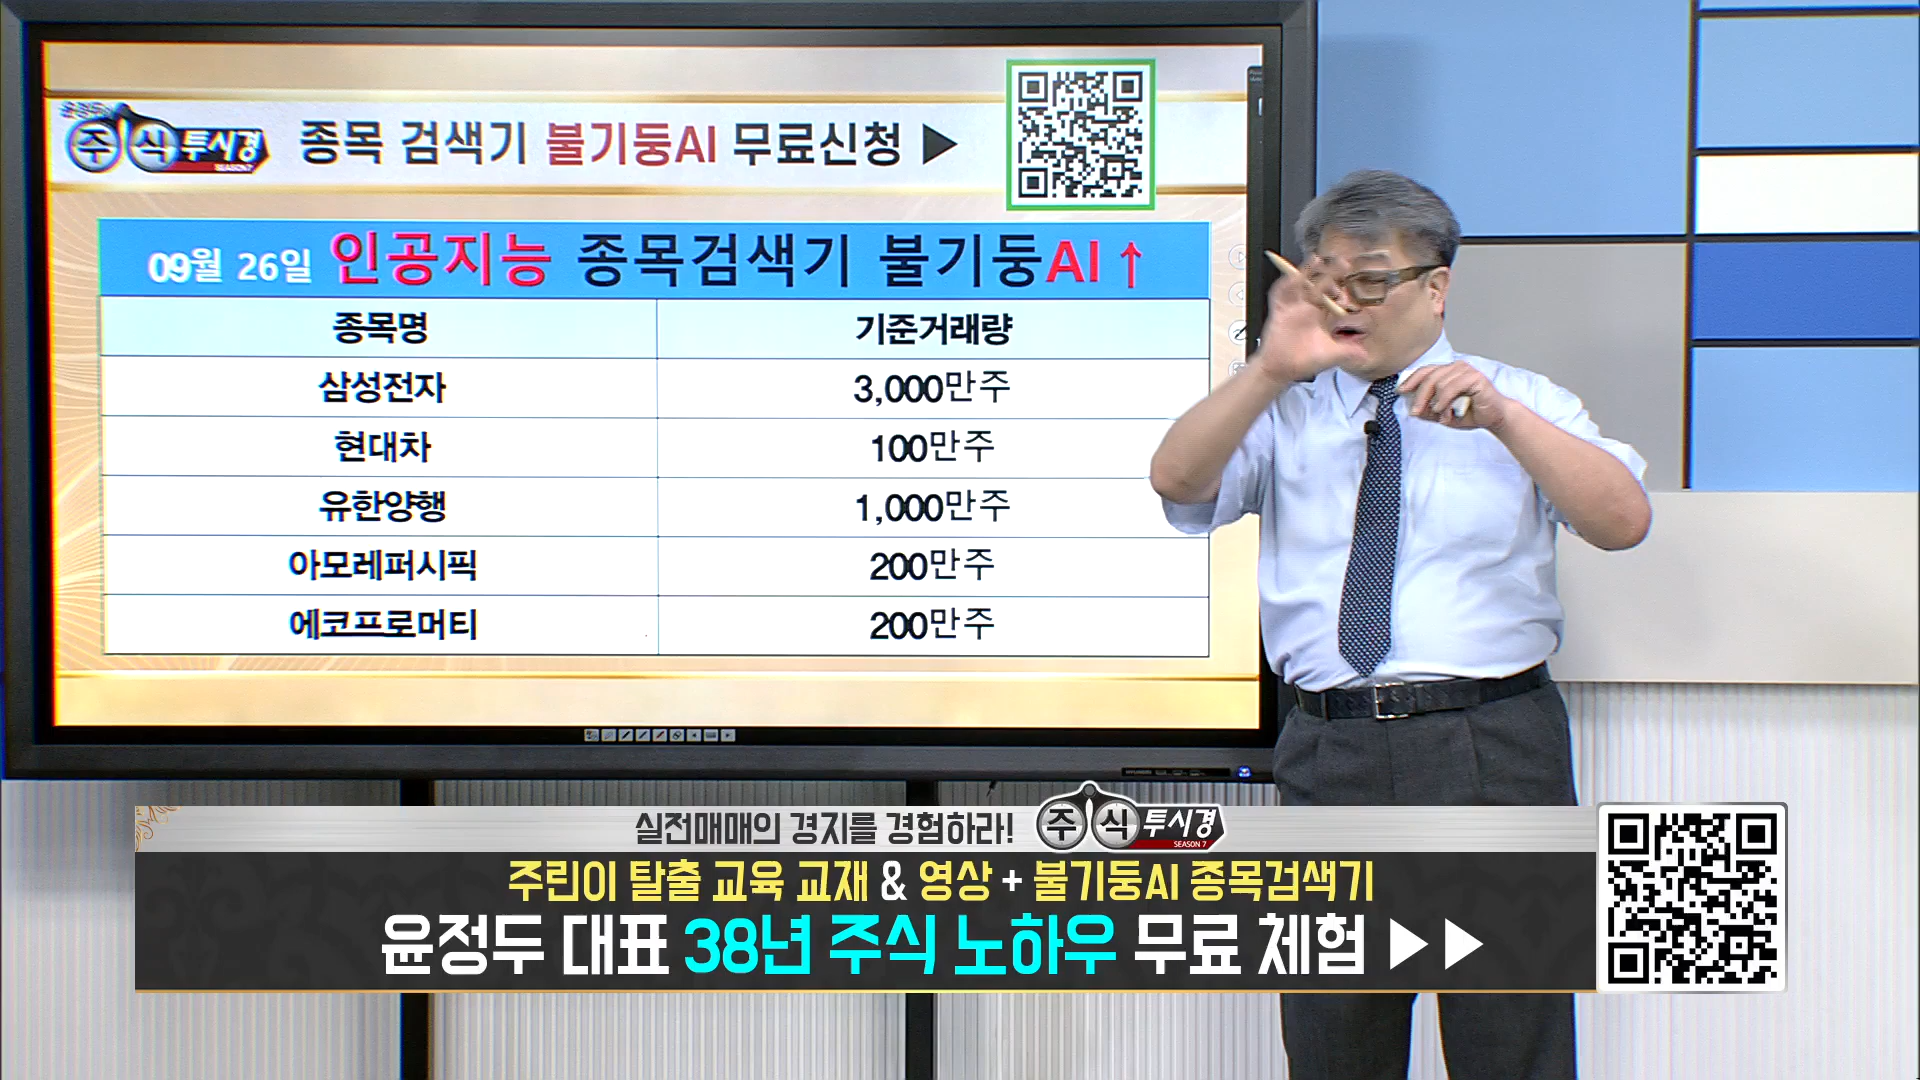 윤정두의
주식투시경
SEASON 7
종목 검색기 불기둥AI 무료신청 ▶
09월 26일 인공지능 종목검색기 불기둥AI↑
종목명 기준거래량
삼성전자 3,000만주
현대차 100만주
유한양행 1,000만주
아모레퍼시픽 200만주
에코프로머티 200만주
HYUNDAI
실전매매의 경지를 경험하라! 주식투시경
SEASON 7
주린이 탈출 교육 교재 & 영상 + 불기둥AI 종목검색기
윤정두 대표 38년 주식 노하우 무료 체험 ▶▶